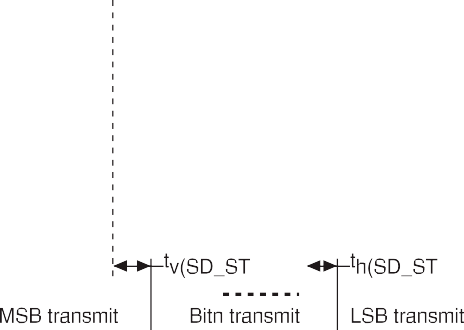 tv(SD_ST th(SD_ST
MSB transmit Bitn transmit LSB transmit